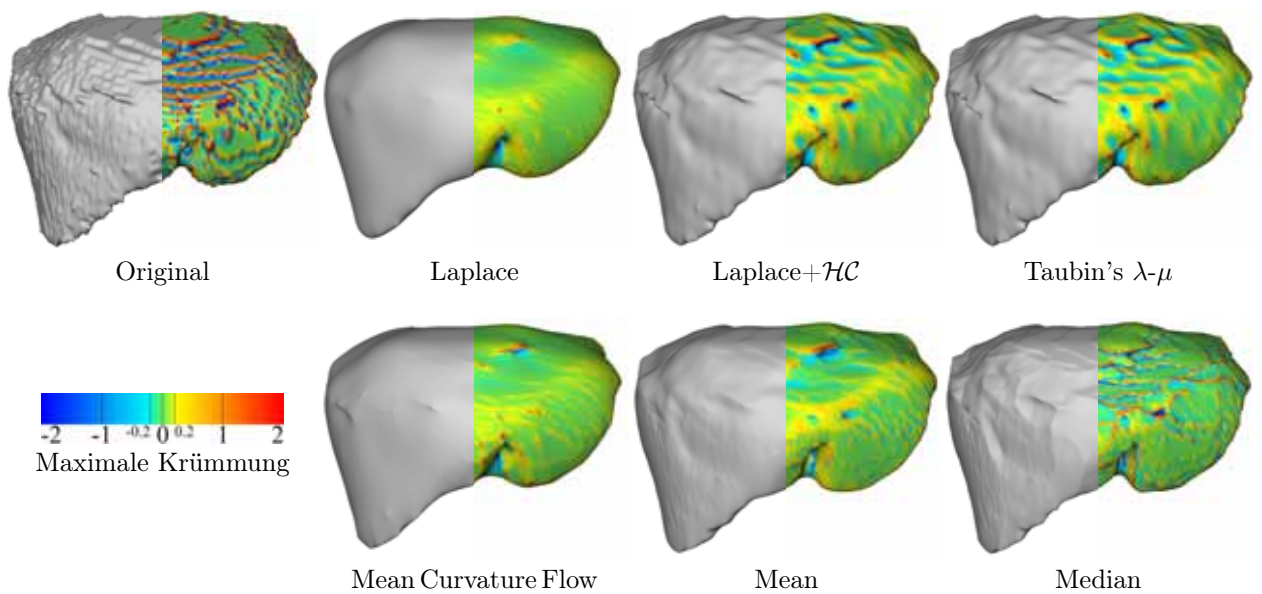 Original
Laplace
Laplace+ℋ𝒞
Taubin's λ-μ
-2 -1 -0.2 0 0.2 1 2
Maximale Krümmung
Mean Curvature Flow
Mean
Median